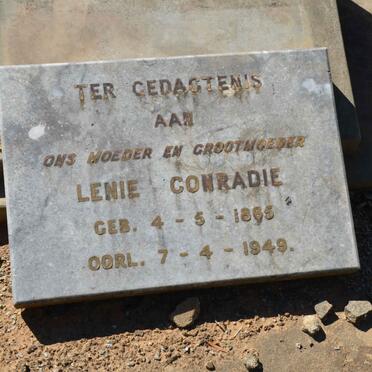 TER GEDAGTENIS
AAN
ONS MOEDER EN GROOTMOEDER
LENIE CONRADIE
GEB. 4 - 5 - 1865
OORL. 7 - 4 - 1949.